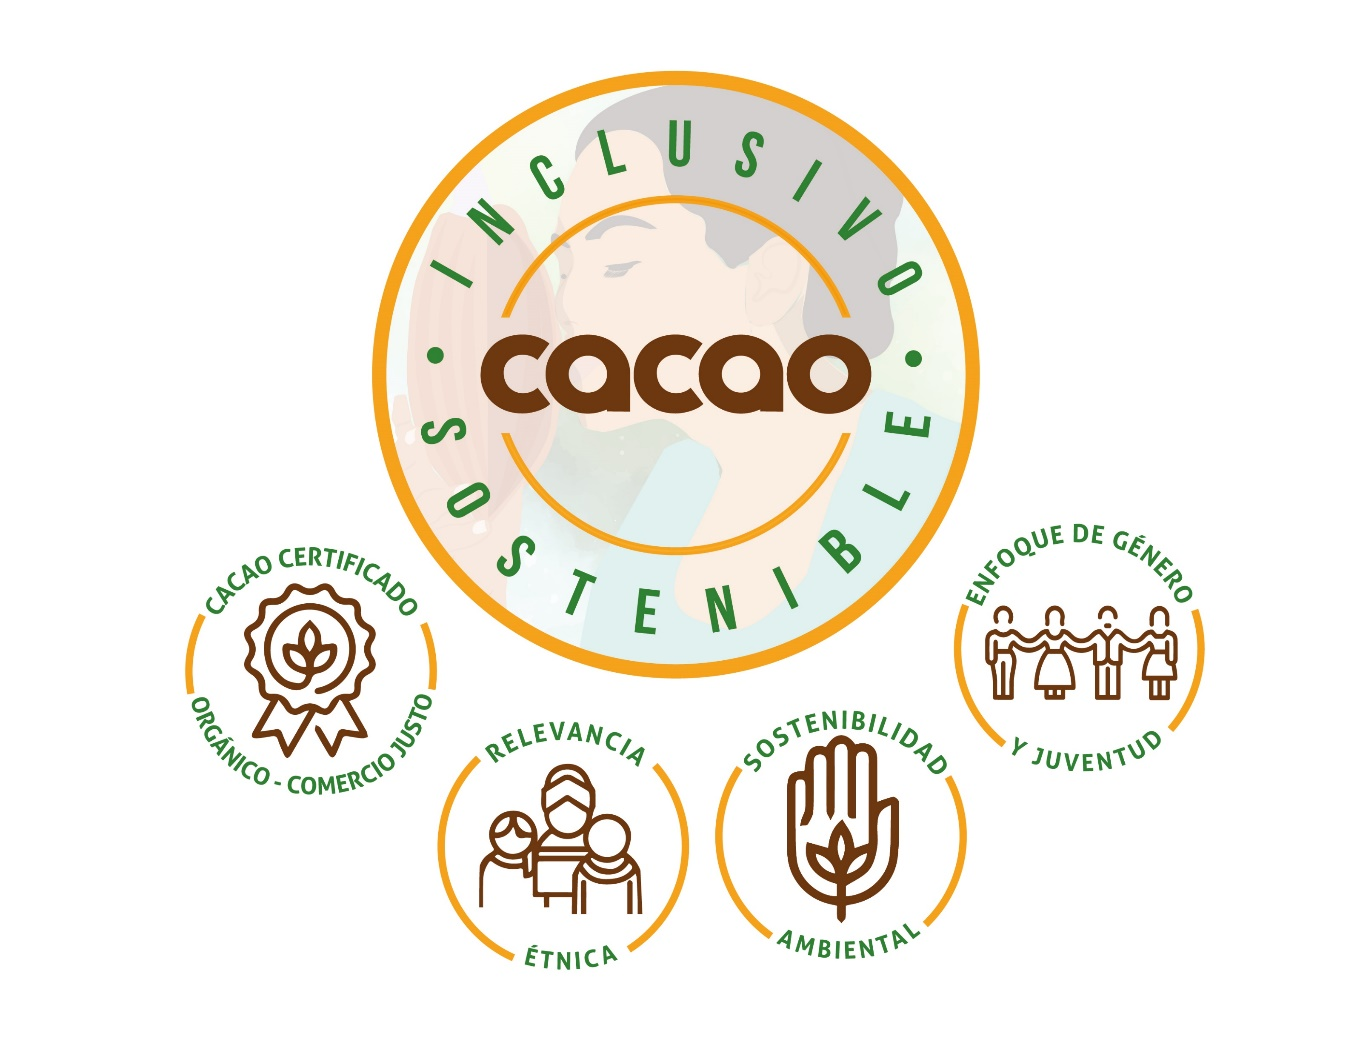 INCLUSIVO
cacao
• SOSTENIBLE •
CACAO CERTIFICADO
ORGÁNICO - COMERCIO JUSTO
RELEVANCIA
ÉTNICA
SOSTENIBILIDAD
AMBIENTAL
ENFOQUE DE GÉNERO
Y JUVENTUD